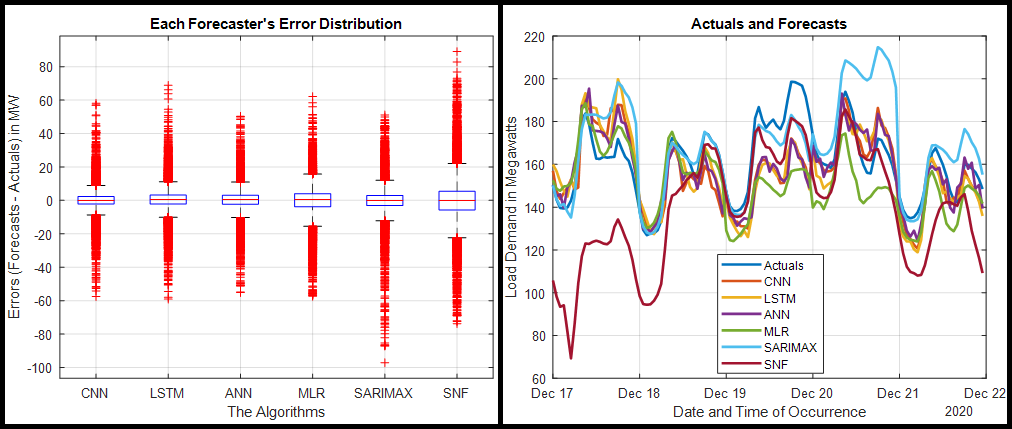 Each Forecaster's Error Distribution
Errors (Forecasts - Actuals) in MW
80
60
40
20
0
-20
-40
-60
-80
-100
CNN LSTM ANN MLR SARIMAX SNF
The Algorithms
Actuals and Forecasts
Load Demand in Megawatts
220
200
180
160
140
120
100
80
60
Actuals
CNN
LSTM
ANN
MLR
SARIMAX
SNF
Dec 17 Dec 18 Dec 19 Dec 20 Dec 21 Dec 22
Date and Time of Occurrence
2020